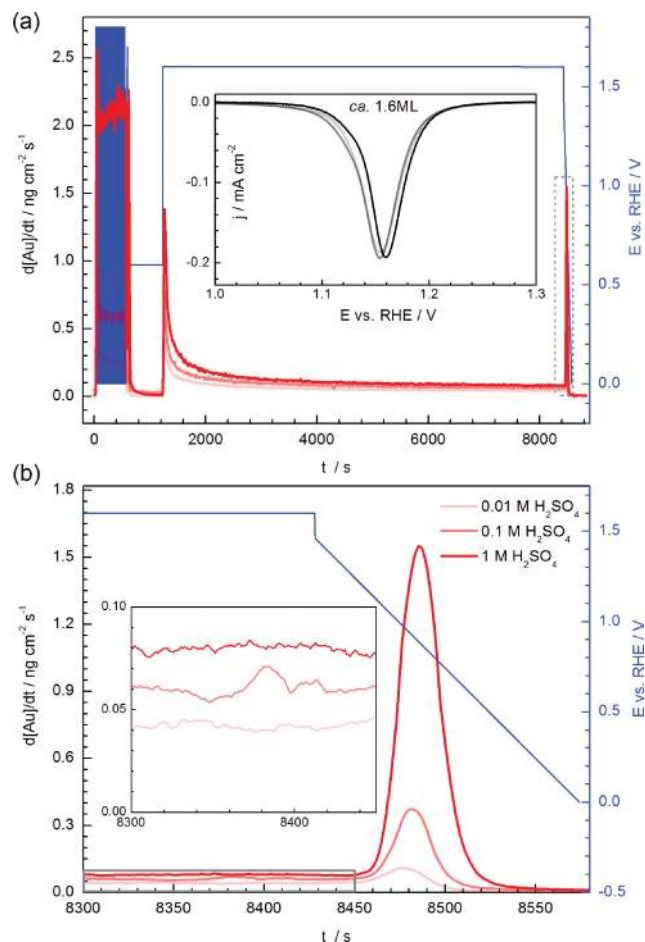 (a)
2.5
2.0
1.5
1.0
0.5
0.0
d[Au]/dt / ng cm⁻² s⁻¹
1.6
1.2
0.8
0.4
0.0
E vs. RHE / V
ca. 1.6ML
0.0
-0.1
-0.2
j / mA cm⁻²
1.0 1.1 1.2 1.3
E vs. RHE / V
0 2000 4000 6000 8000
t / s
(b)
1.8
1.5
1.2
0.9
0.6
0.3
0.0
d[Au]/dt / ng cm⁻² s⁻¹
0.01 M H₂SO₄
0.1 M H₂SO₄
1 M H₂SO₄
1.5
1.0
0.5
0.0
-0.5
E vs. RHE / V
0.10
0.05
0.00
8300 8400
8300 8350 8400 8450 8500 8550
t / s